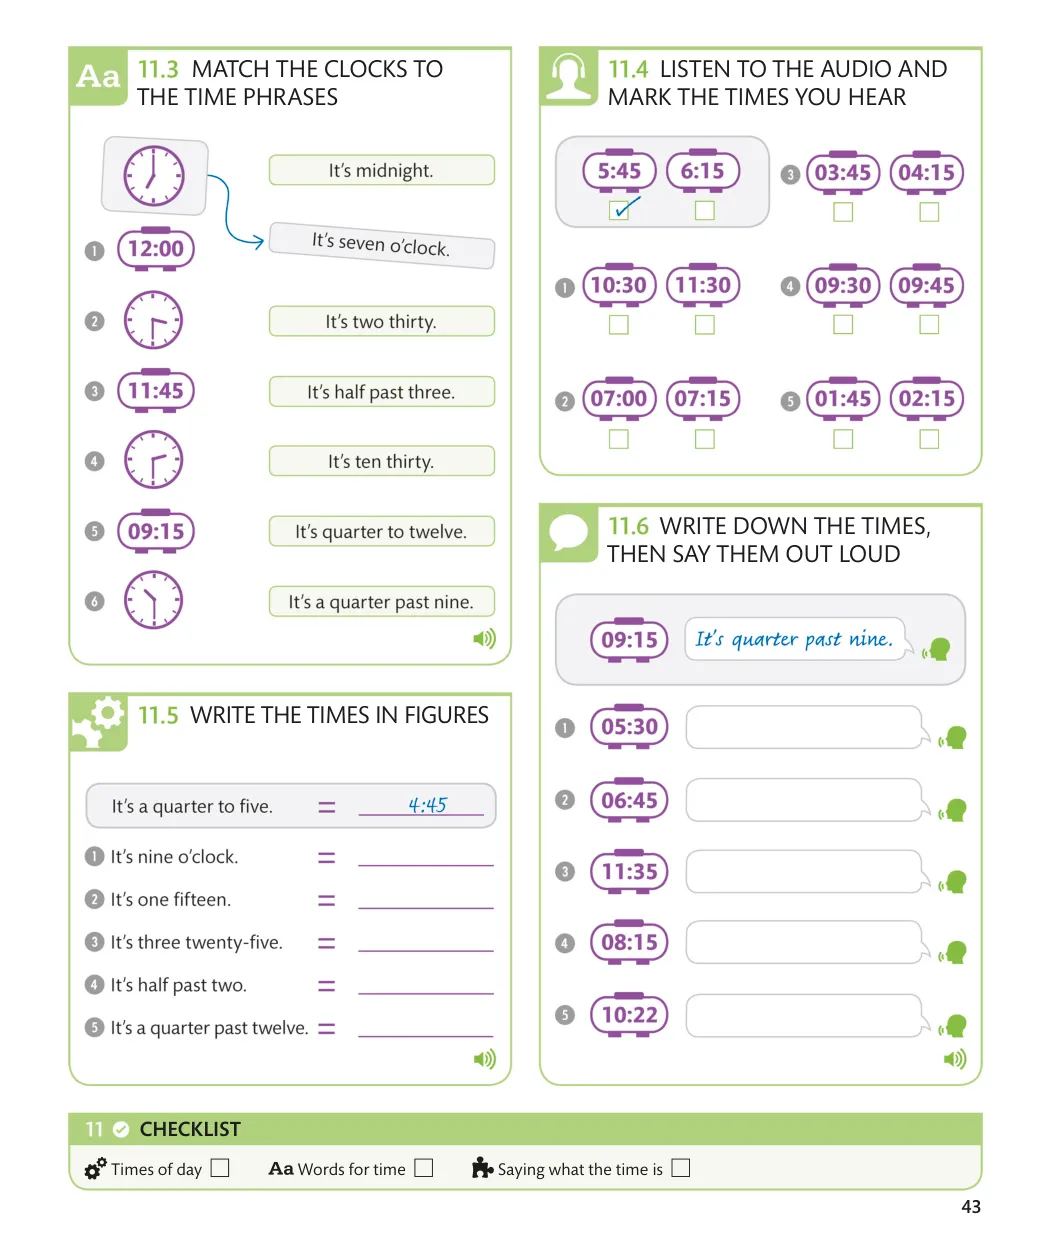 Aa 11.3 MATCH THE CLOCKS TO
THE TIME PHRASES
It's midnight.
It's seven o'clock.
1 12:00
2 It's two thirty.
3 11:45 It's half past three.
4 It's ten thirty.
5 09:15 It's quarter to twelve.
6 It's a quarter past nine.
11.4 LISTEN TO THE AUDIO AND
MARK THE TIMES YOU HEAR
5:45 6:15
3 03:45 04:15
1 10:30 11:30
4 09:30 09:45
2 07:00 07:15
5 01:45 02:15
11.5 WRITE THE TIMES IN FIGURES
It's a quarter to five. = 4:45
1 It's nine o'clock. =
2 It's one fifteen. =
3 It's three twenty-five. =
4 It's half past two. =
5 It's a quarter past twelve. =
11.6 WRITE DOWN THE TIMES,
THEN SAY THEM OUT LOUD
09:15 It's quarter past nine.
1 05:30
2 06:45
3 11:35
4 08:15
5 10:22
11 CHECKLIST
Times of day Aa Words for time Saying what the time is
43